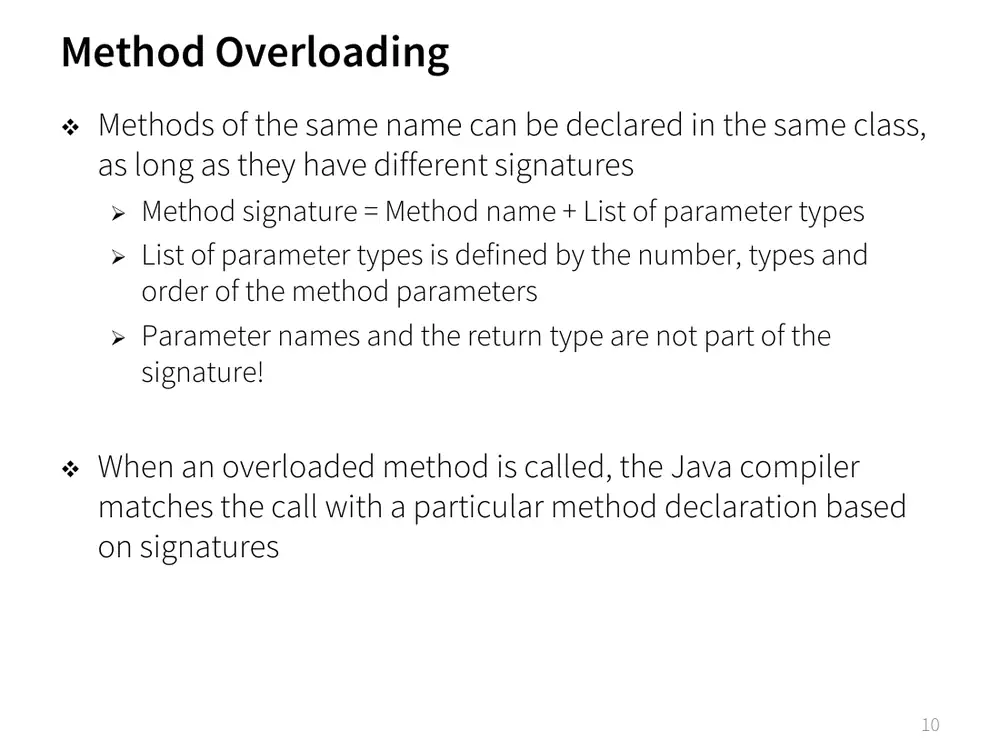 Method Overloading
❖ Methods of the same name can be declared in the same class,
as long as they have different signatures
➢ Method signature = Method name + List of parameter types
➢ List of parameter types is defined by the number, types and
order of the method parameters
➢ Parameter names and the return type are not part of the
signature!
❖ When an overloaded method is called, the Java compiler
matches the call with a particular method declaration based
on signatures
10